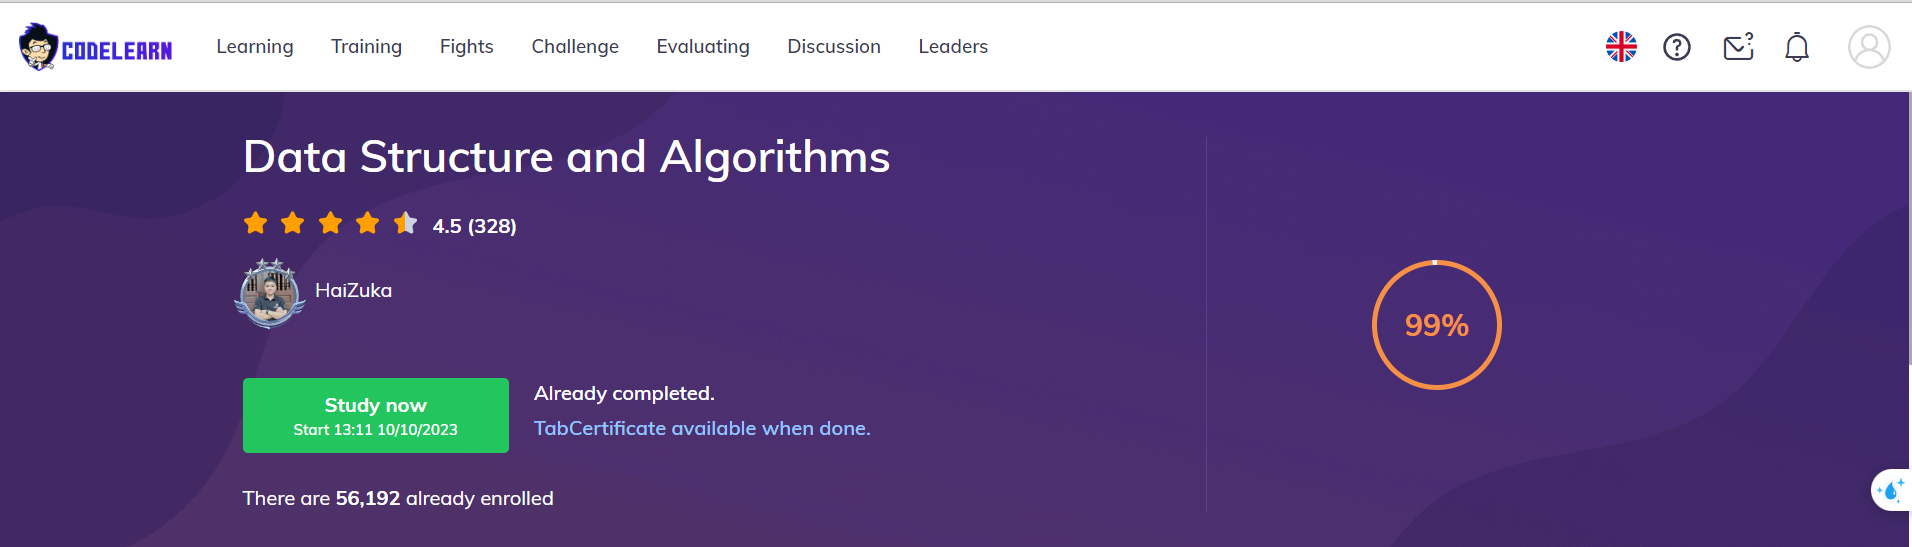 CODELEARN
Learning Training Fights Challenge Evaluating Discussion Leaders
Data Structure and Algorithms
4.5 (328)
HaiZuka
99%
Study now
Start 13:11 10/10/2023
Already completed.
TabCertificate available when done.
There are 56,192 already enrolled